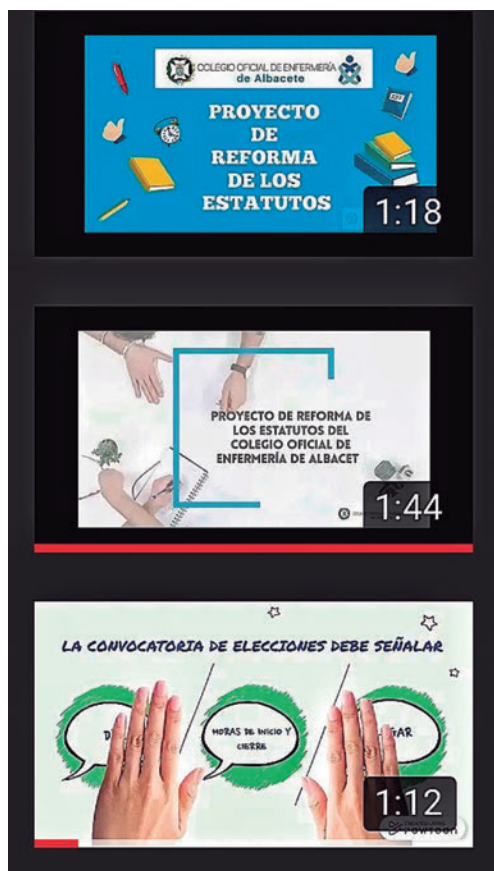 COLEGIO OFICIAL DE ENFERMERÍA
de Albacete
PROYECTO
DE
REFORMA
DE LOS
ESTATUTOS
1:18
PROYECTO DE REFORMA DE
LOS ESTATUTOS DEL
COLEGIO OFICIAL DE
ENFERMERÍA DE ALBACET
1:44
LA CONVOCATORIA DE ELECCIONES DEBE SEÑALAR
D
HORAS DE INICIO Y
CIERRE
GAR
1:12
POWTOON